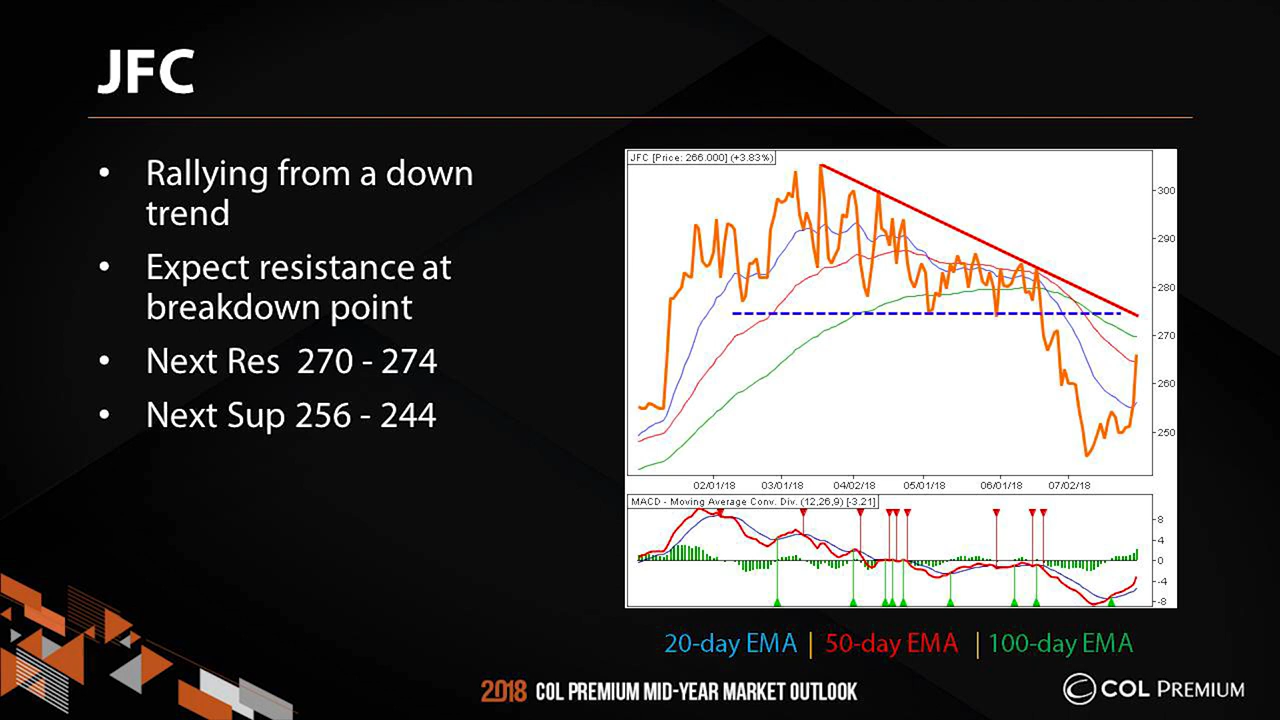 JFC
• Rallying from a down
trend
• Expect resistance at
breakdown point
• Next Res 270 - 274
• Next Sup 256 - 244
JFC [Price: 266.000] (+3.83%)
300
290
280
270
260
250
02/01/18 03/01/18 04/02/18 05/01/18 06/01/18 07/02/18
MACD - Moving Average Conv. Div. (12,26,9) [-3.21]
8
4
0
-4
-8
20-day EMA | 50-day EMA | 100-day EMA
2018 COL PREMIUM MID-YEAR MARKET OUTLOOK
COL PREMIUM